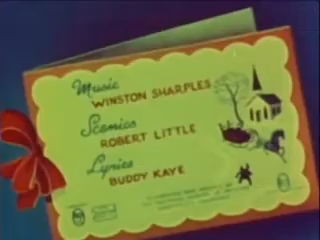 Music
WINSTON SHARPLES
Scenics
ROBERT LITTLE
Lyrics
BUDDY KAYE